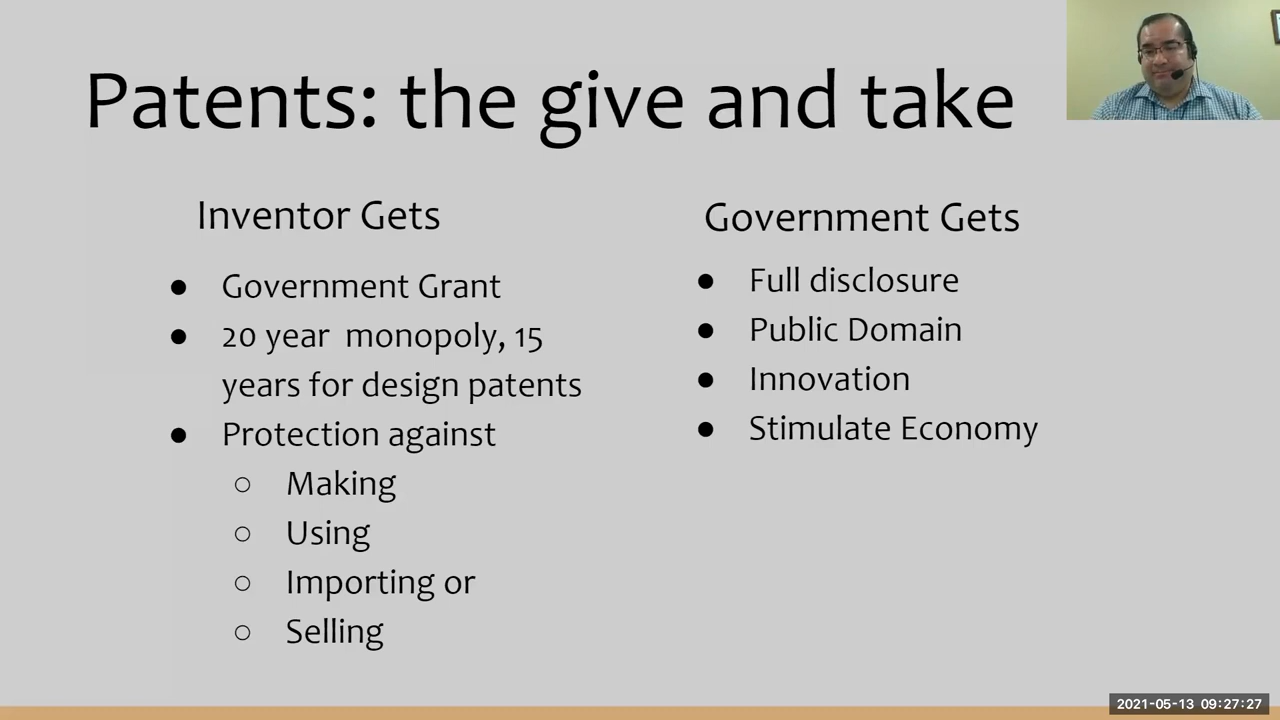 Patents: the give and take
Inventor Gets
● Government Grant
● 20 year monopoly, 15
years for design patents
● Protection against
○ Making
○ Using
○ Importing or
○ Selling
Government Gets
● Full disclosure
● Public Domain
● Innovation
● Stimulate Economy
2021-05-13 09:27:27